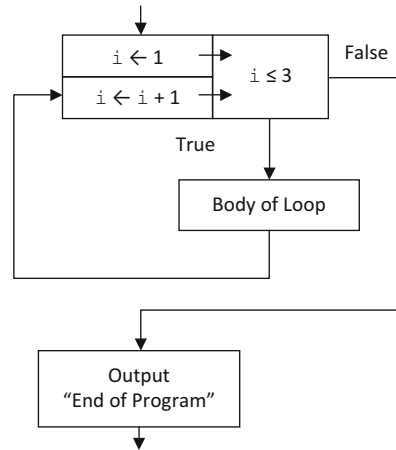 i ← 1
i ≤ 3
False
i ← i + 1
True
Body of Loop
Output
“End of Program”